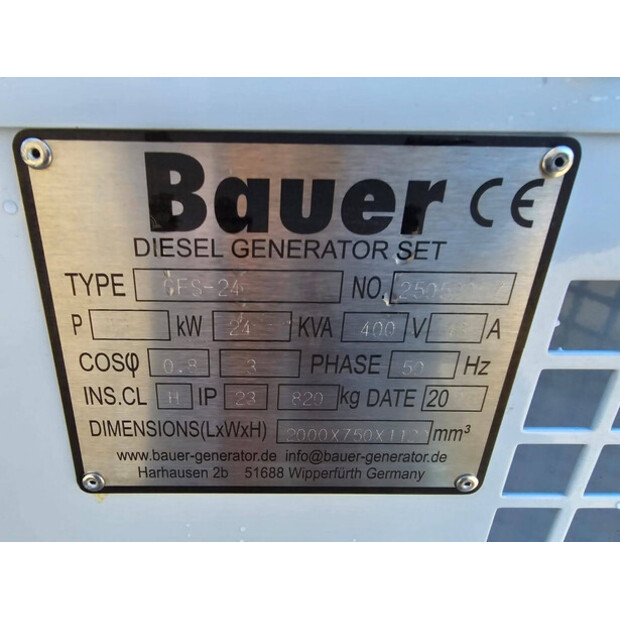 Bauer CE
DIESEL GENERATOR SET
TYPE GFS-24 NO.
P kW 24 KVA 400 V A
COSφ 0.8 3 PHASE 50 Hz
INS.CL H IP 23 820 kg DATE 20
DIMENSIONS(LxWxH) mm³
www.bauer-generator.de info@bauer-generator.de
Harhausen 2b 51688 Wipperfürth Germany